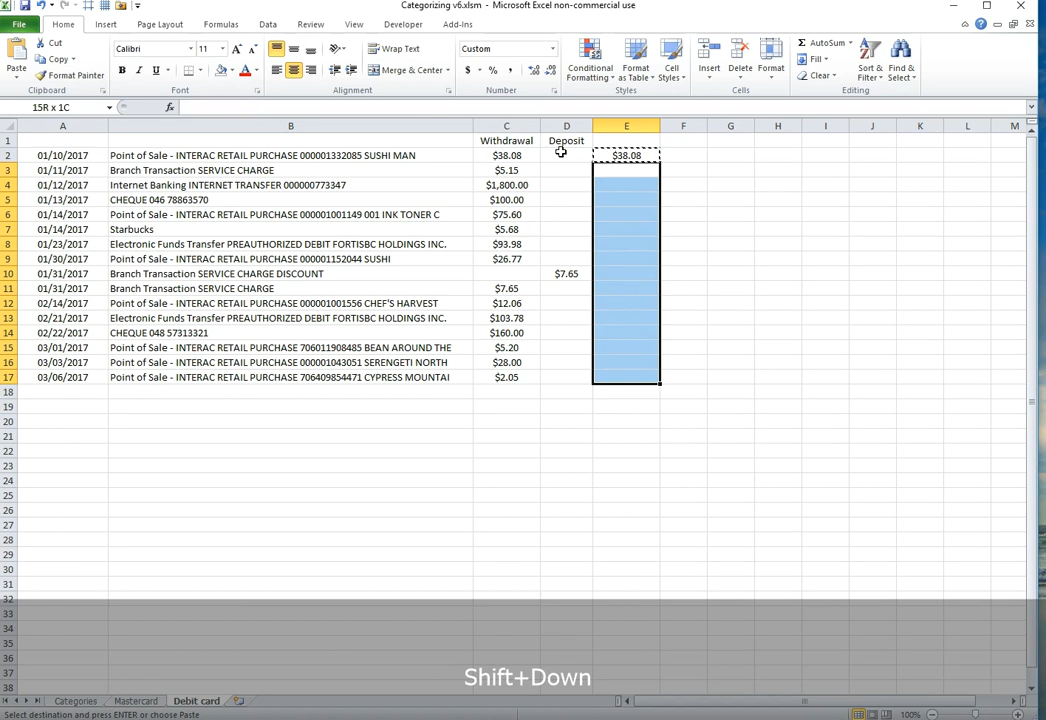 Categorizing v6.xlsm - Microsoft Excel non-commercial use
File Home Insert Page Layout Formulas Data Review View Developer Add-Ins
Paste
Cut
Copy
Format Painter
Clipboard
Calibri 11
B I U
Font
Wrap Text
Merge & Center
Alignment
Custom
$ % ,
Number
Conditional Formatting
Format as Table
Cell Styles
Styles
Insert Delete Format
Cells
Σ AutoSum
Fill
Clear
Sort & Filter
Find & Select
Editing
15R x 1C fx
A B C D E F G H I J K L M
1 Withdrawal Deposit
2 01/10/2017 Point of Sale - INTERAC RETAIL PURCHASE 000001332085 SUSHI MAN $38.08 $38.08
3 01/11/2017 Branch Transaction SERVICE CHARGE $5.15
4 01/12/2017 Internet Banking INTERNET TRANSFER 000000773347 $1,800.00
5 01/13/2017 CHEQUE 046 78863570 $100.00
6 01/14/2017 Point of Sale - INTERAC RETAIL PURCHASE 000001001149 001 INK TONER C $75.60
7 01/14/2017 Starbucks $5.68
8 01/23/2017 Electronic Funds Transfer PREAUTHORIZED DEBIT FORTISBC HOLDINGS INC. $93.98
9 01/30/2017 Point of Sale - INTERAC RETAIL PURCHASE 000001152044 SUSHI $26.77
10 01/31/2017 Branch Transaction SERVICE CHARGE DISCOUNT $7.65
11 01/31/2017 Branch Transaction SERVICE CHARGE $7.65
12 02/14/2017 Point of Sale - INTERAC RETAIL PURCHASE 000001001556 CHEF'S HARVEST $12.06
13 02/21/2017 Electronic Funds Transfer PREAUTHORIZED DEBIT FORTISBC HOLDINGS INC. $103.78
14 02/22/2017 CHEQUE 048 57313321 $160.00
15 03/01/2017 Point of Sale - INTERAC RETAIL PURCHASE 706011908485 BEAN AROUND THE $5.20
16 03/03/2017 Point of Sale - INTERAC RETAIL PURCHASE 000001043051 SERENGETI NORTH $28.00
17 03/06/2017 Point of Sale - INTERAC RETAIL PURCHASE 706409854471 CYPRESS MOUNTAI $2.05
18
19
20
21
22
23
24
25
26
27
28
29
30
31
32
33
34
35
36
37
38
Shift+Down
Categories Mastercard Debit card
Select destination and press ENTER or choose Paste 100%